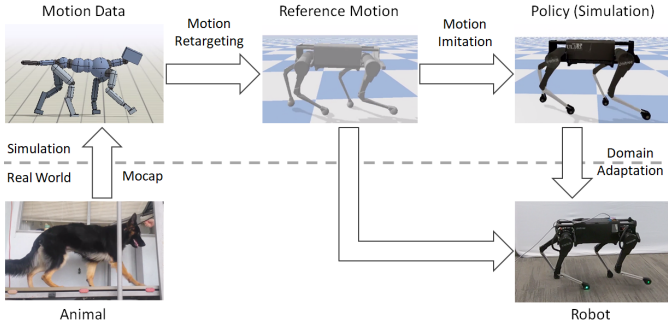 Motion Data
Reference Motion
Policy (Simulation)
Motion
Retargeting
Motion
Imitation
Simulation
Real World
Mocap
Domain
Adaptation
Animal
Robot